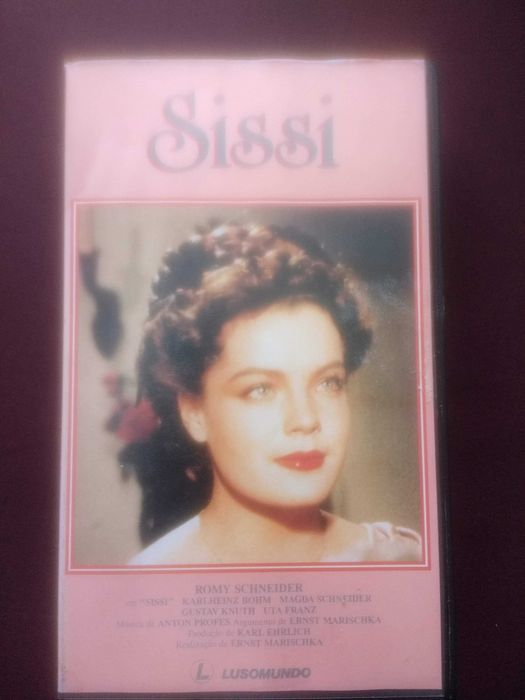 Sissi
ROMY SCHNEIDER
em "SISSI" KARLHEINZ BOHM MAGDA SCHNEIDER
GUSTAV KNUTH UTA FRANZ
Música de ANTON PROFES Argumento de ERNST MARISCHKA
Produção de KARL EHRLICH
Realização de ERNST MARISCHKA
L LUSOMUNDO